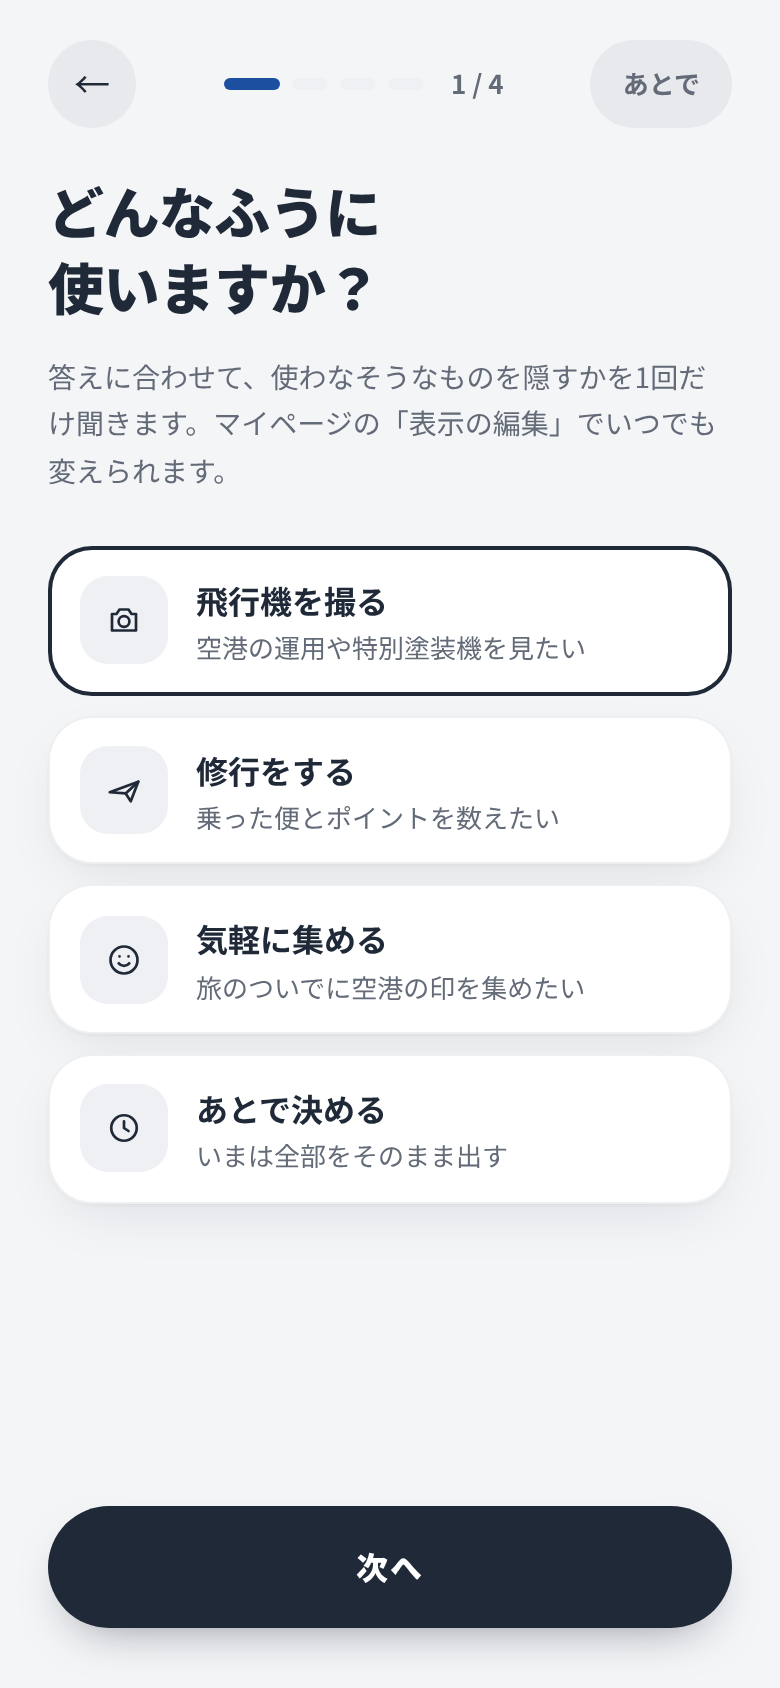 ←
1 / 4
あとで
どんなふうに
使いますか？
答えに合わせて、使わなそうなものを隠すかを1回だ
け聞きます。マイページの「表示の編集」でいつでも
変えられます。
飛行機を撮る
空港の運用や特別塗装機を見たい
修行をする
乗った便とポイントを数えたい
気軽に集める
旅のついでに空港の印を集めたい
あとで決める
いまは全部をそのまま出す
次へ